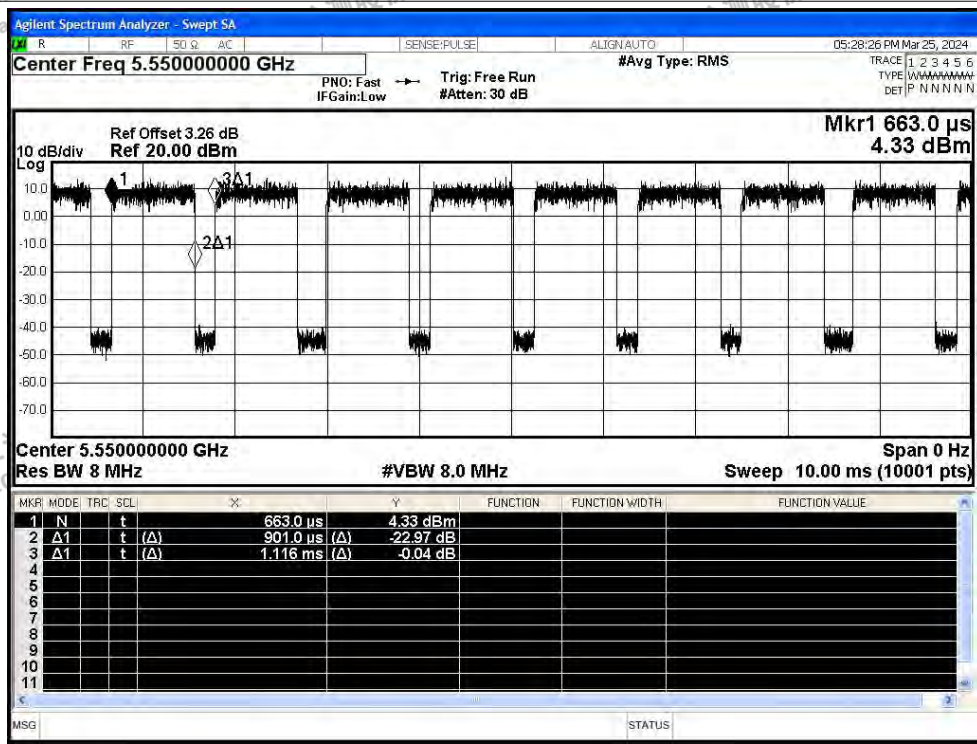 Agilent Spectrum Analyzer - Swept SA
R RF 50 Ω AC SENSE:PULSE ALIGNAUTO 05:28:26 PM Mar 25, 2024
Center Freq 5.550000000 GHz #Avg Type: RMS TRACE 1 2 3 4 5 6
PNO: Fast Trig: Free Run TYPE W
IFGain:Low #Atten: 30 dB DET P N N N N N
Mkr1 663.0 µs
Ref Offset 3.26 dB
10 dB/div Ref 20.00 dBm 4.33 dBm
Log
1 3Δ1
10.0
0.00
2Δ1
-10.0
-20.0
-30.0
-40.0
-50.0
-60.0
-70.0
Center 5.550000000 GHz Span 0 Hz
Res BW 8 MHz #VBW 8.0 MHz Sweep 10.00 ms (10001 pts)
MKR MODE TRC SCL X Y FUNCTION FUNCTION WIDTH FUNCTION VALUE
1 N t 663.0 µs 4.33 dBm
2 Δ1 t (Δ) 901.0 µs (Δ) -22.97 dB
3 Δ1 t (Δ) 1.116 ms (Δ) -0.04 dB
4
5
6
7
8
9
10
11
MSG STATUS